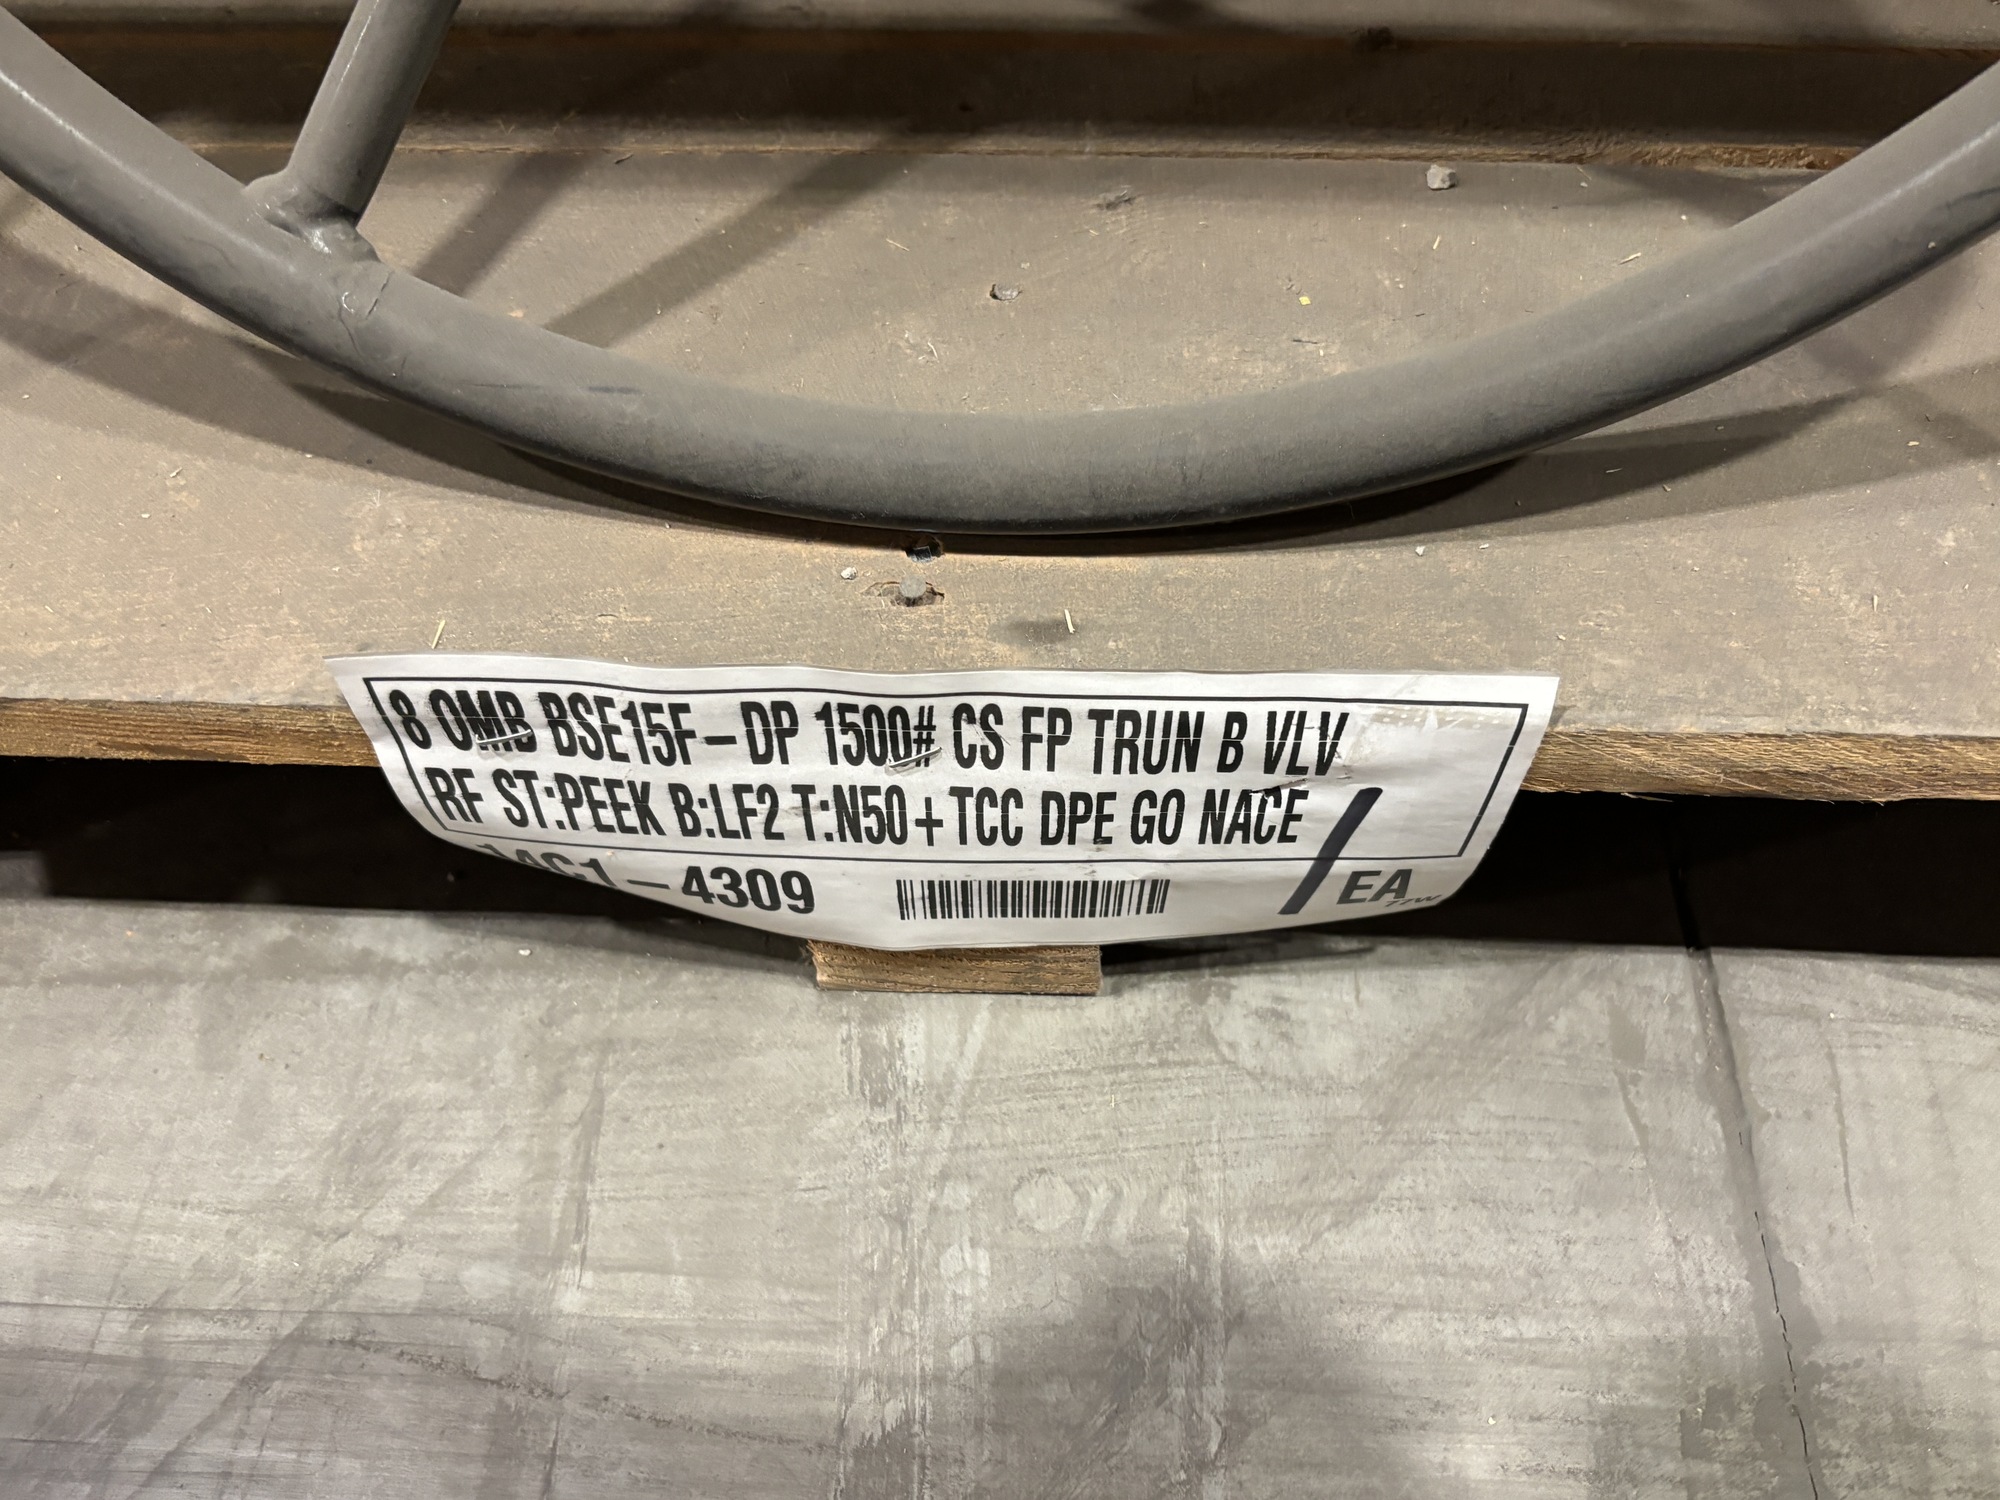 8 OMB BSE15F-DP 1500# CS FP TRUN B VLV
RF ST:PEEK B:LF2 T:N50+TCC DPE GO NACE
14C1-4309 / EA